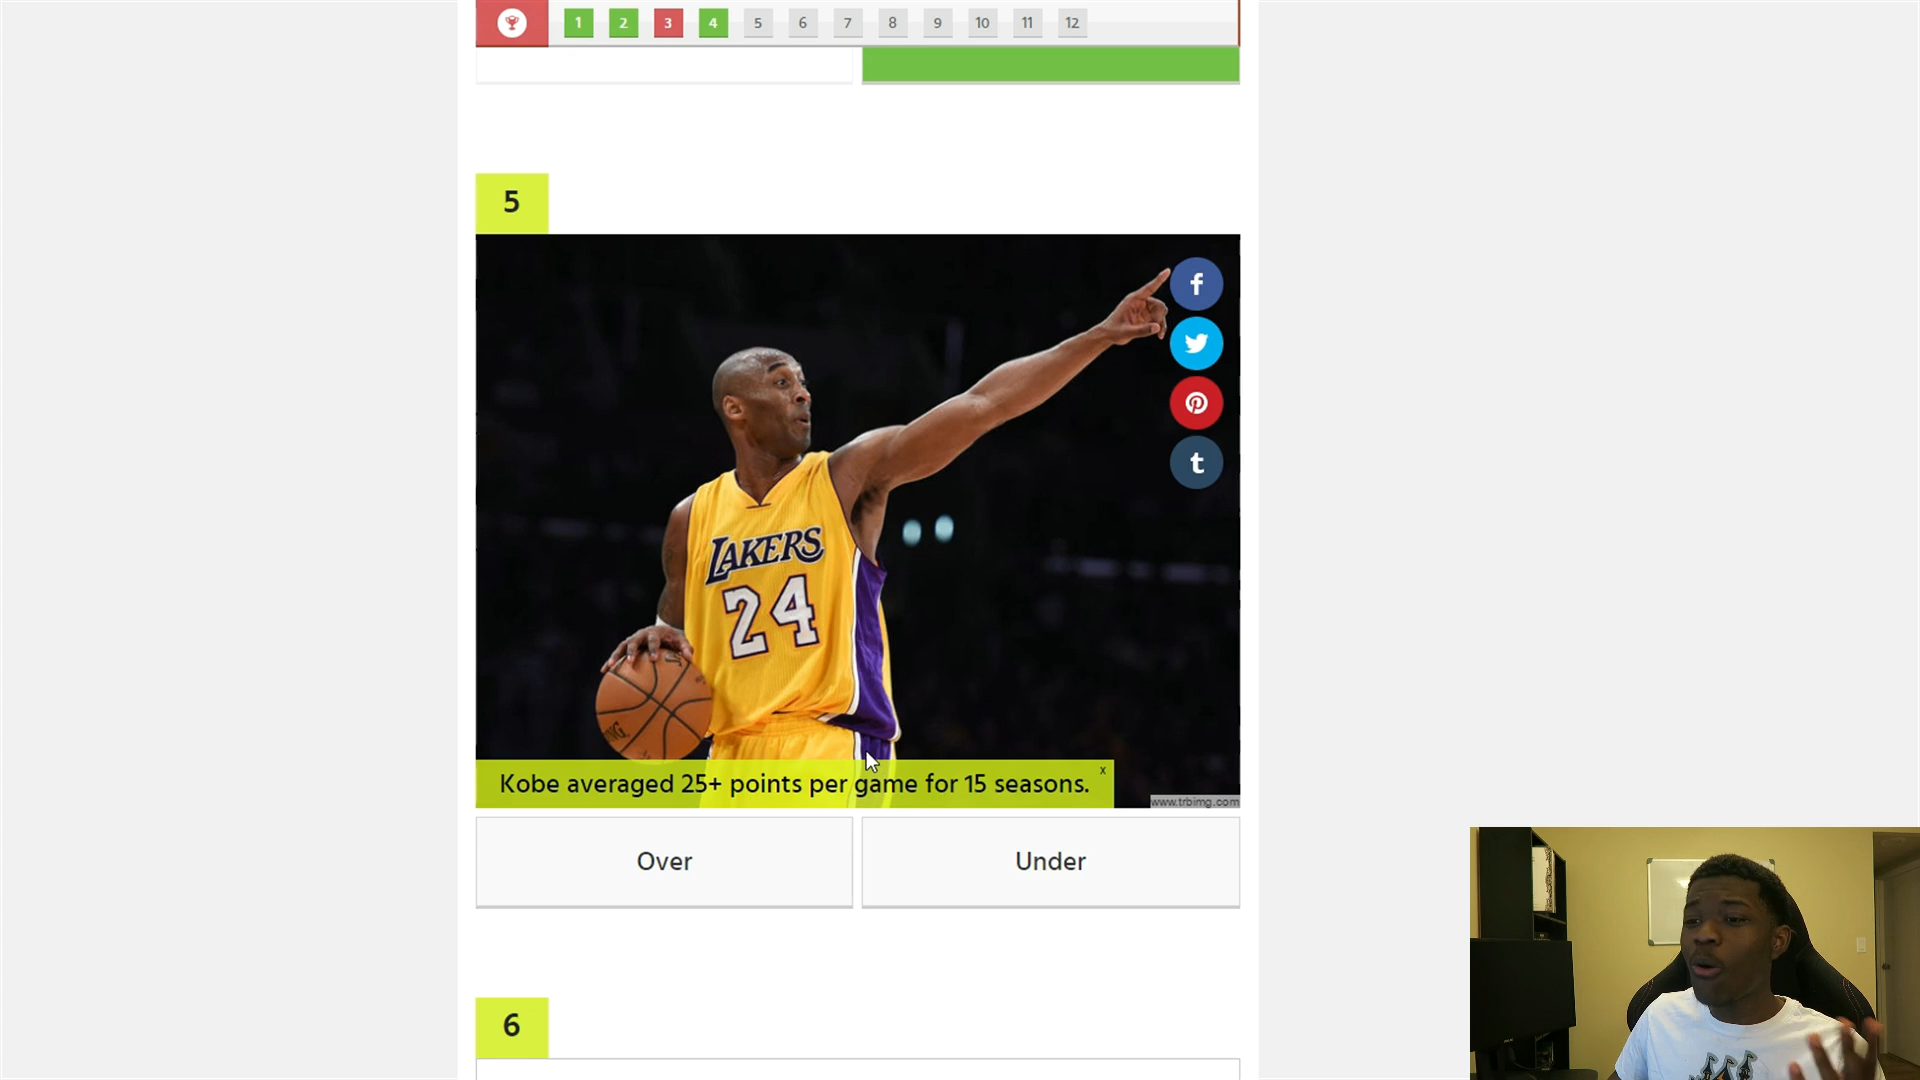 1 2 3 4 5 6 7 8 9 10 11 12
5
f
t
LAKERS
24
Kobe averaged 25+ points per game for 15 seasons.
x
www.trbimg.com
Over
Under
6